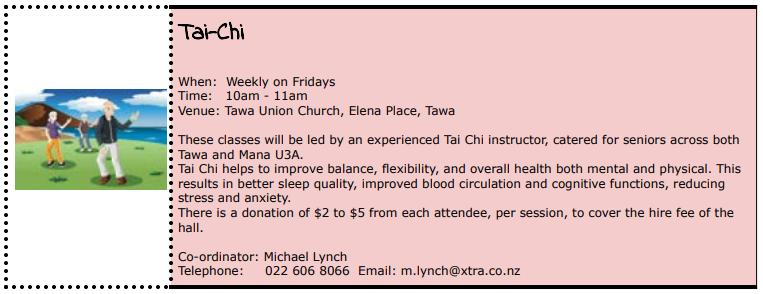 Tai-Chi
When: Weekly on Fridays
Time: 10am - 11am
Venue: Tawa Union Church, Elena Place, Tawa
These classes will be led by an experienced Tai Chi instructor, catered for seniors across both
Tawa and Mana U3A.
Tai Chi helps to improve balance, flexibility, and overall health both mental and physical. This
results in better sleep quality, improved blood circulation and cognitive functions, reducing
stress and anxiety.
There is a donation of $2 to $5 from each attendee, per session, to cover the hire fee of the
hall.
Co-ordinator: Michael Lynch
Telephone: 022 606 8066 Email: m.lynch@xtra.co.nz